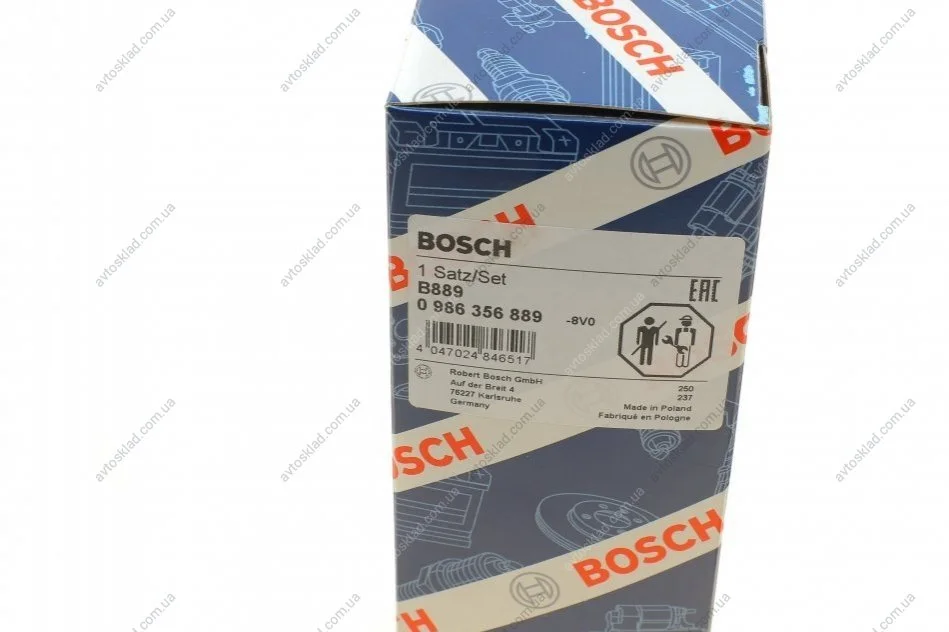 BOSCH
BOSCH
BOSCH
1 Satz/Set
B889
0 986 356 889
-8V0
EAC
4 047024 846517
Robert Bosch GmbH
Auf der Breit 4
76227 Karlsruhe
Germany
250
237
Made in Poland
Fabriqué en Pologne
BOSCH
BOSCH
avtosklad.com.ua